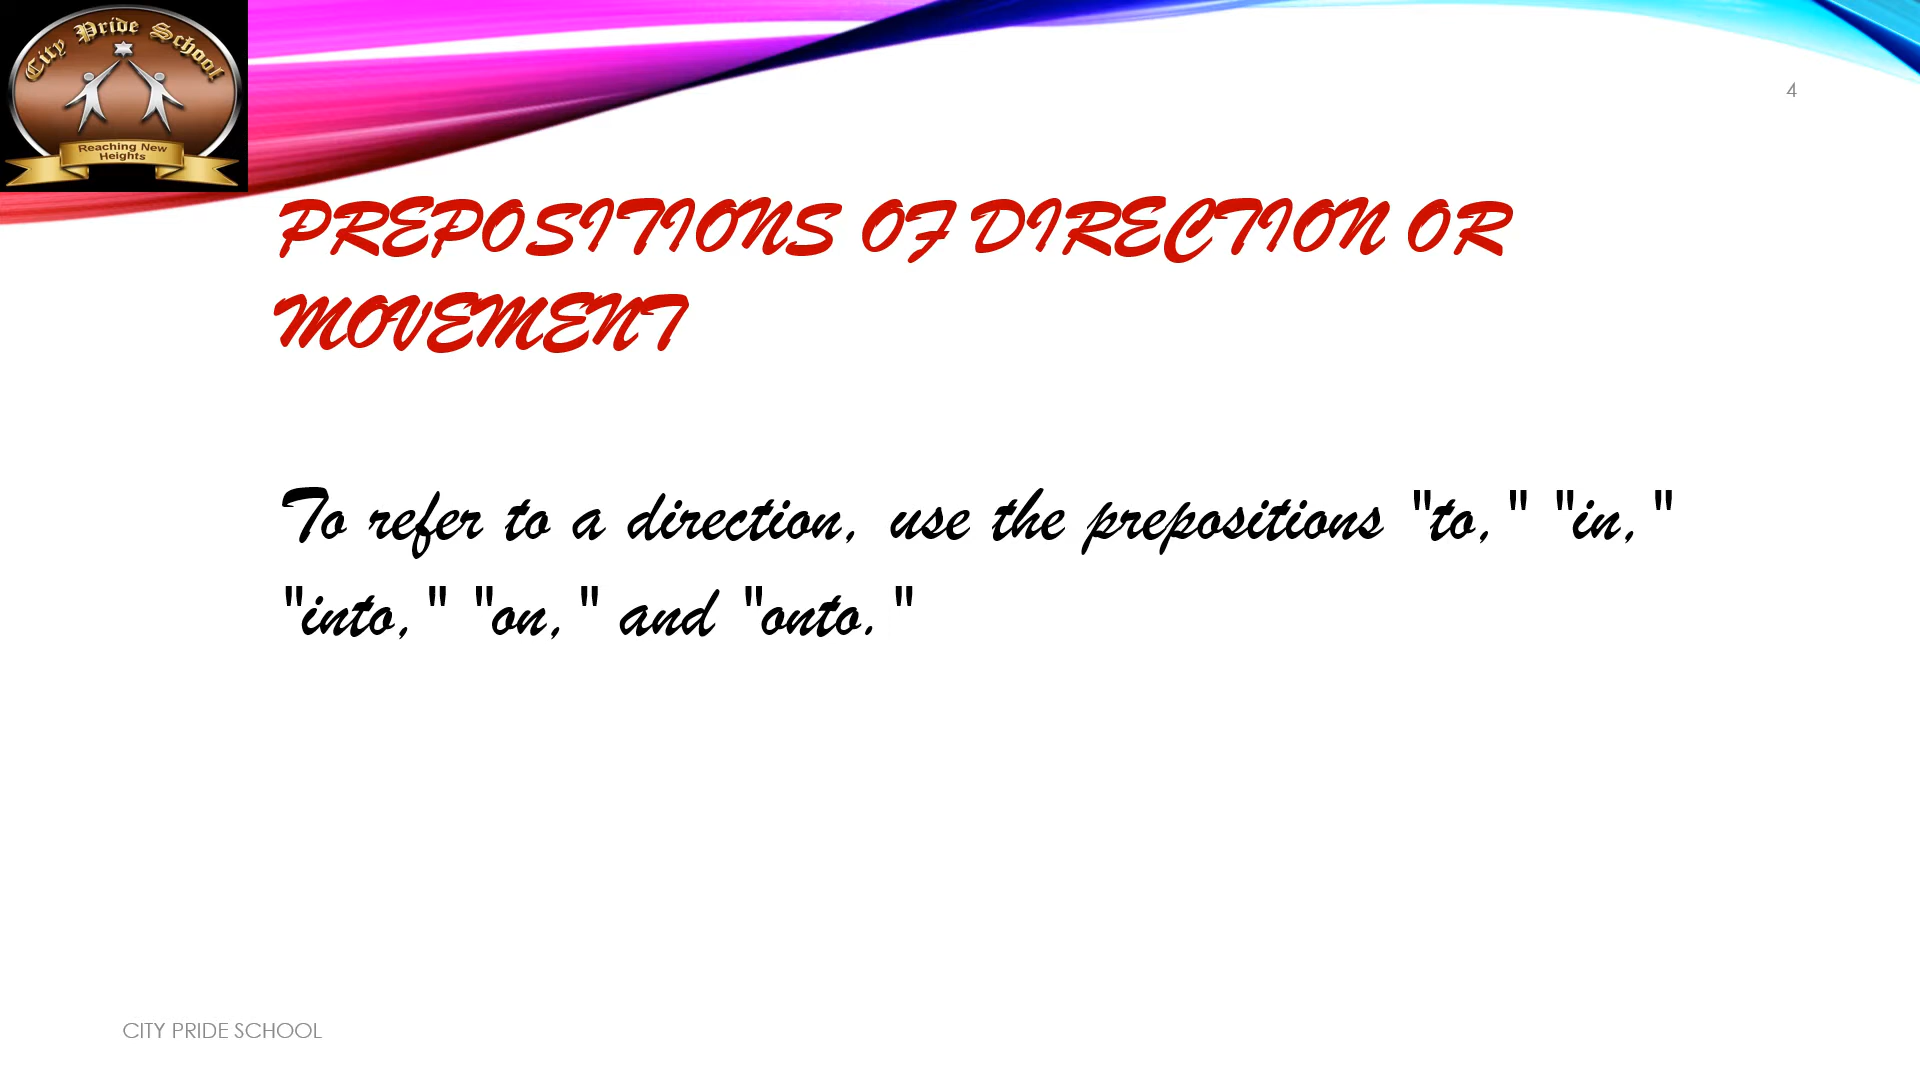 City Pride School
Reaching New
Heights
4
PREPOSITIONS OF DIRECTION OR
MOVEMENT
To refer to a direction, use the prepositions "to," "in,"
"into," "on," and "onto."
CITY PRIDE SCHOOL